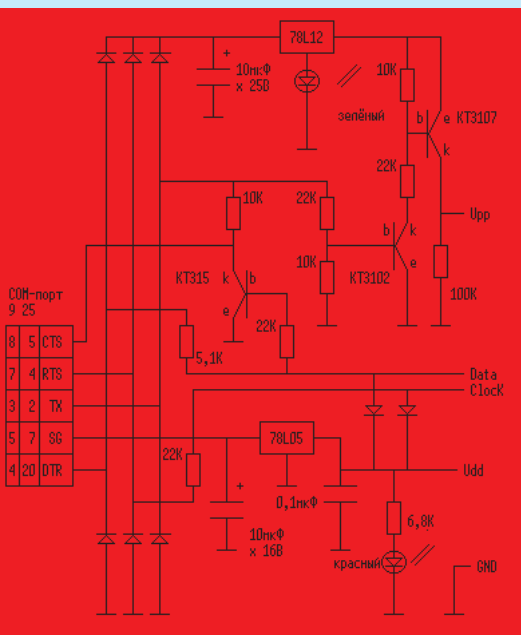 78L12
10мкФ
x 25В
10K
зелёный
b e КТ3107
k
22K
10K 22K
Upp
b k
10K
КТ315 k b
КТ3102
e
e
100K
COM-порт
9 25
22K
8 5 CTS
5,1K
7 4 RTS
Data
ClocK
3 2 TX
5 7 SG
78L05
22K
4 20 DTR
Udd
0,1мкФ
6,8K
10мкФ
x 16В
красный
GND